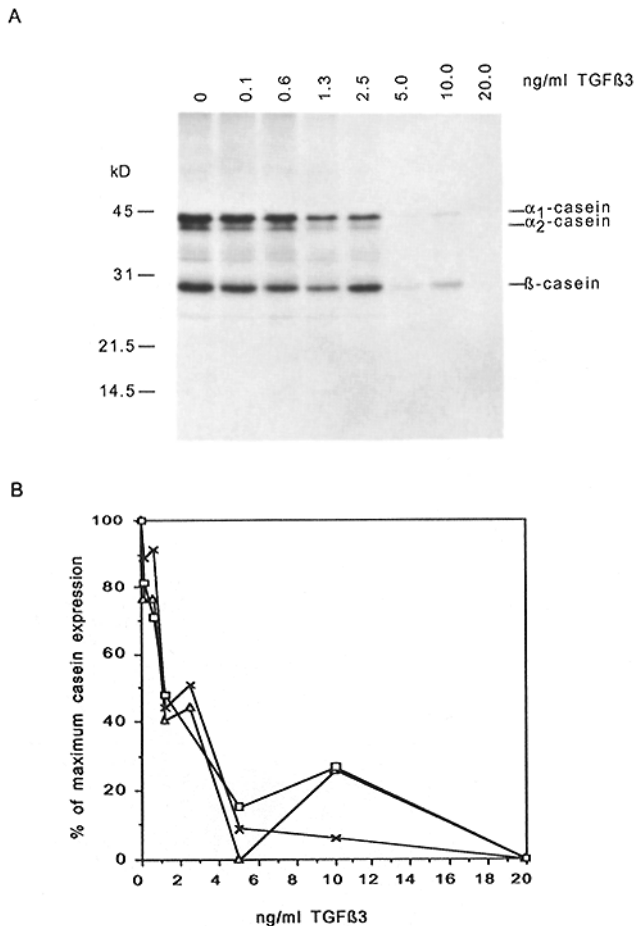 A
0 0.1 0.6 1.3 2.5 5.0 10.0 20.0 ng/ml TGFß3
kD
45
31
21.5
14.5
α1-casein
α2-casein
ß-casein
B
% of maximum casein expression
100
80
60
40
20
0
0 2 4 6 8 10 12 14 16 18 20
ng/ml TGFß3